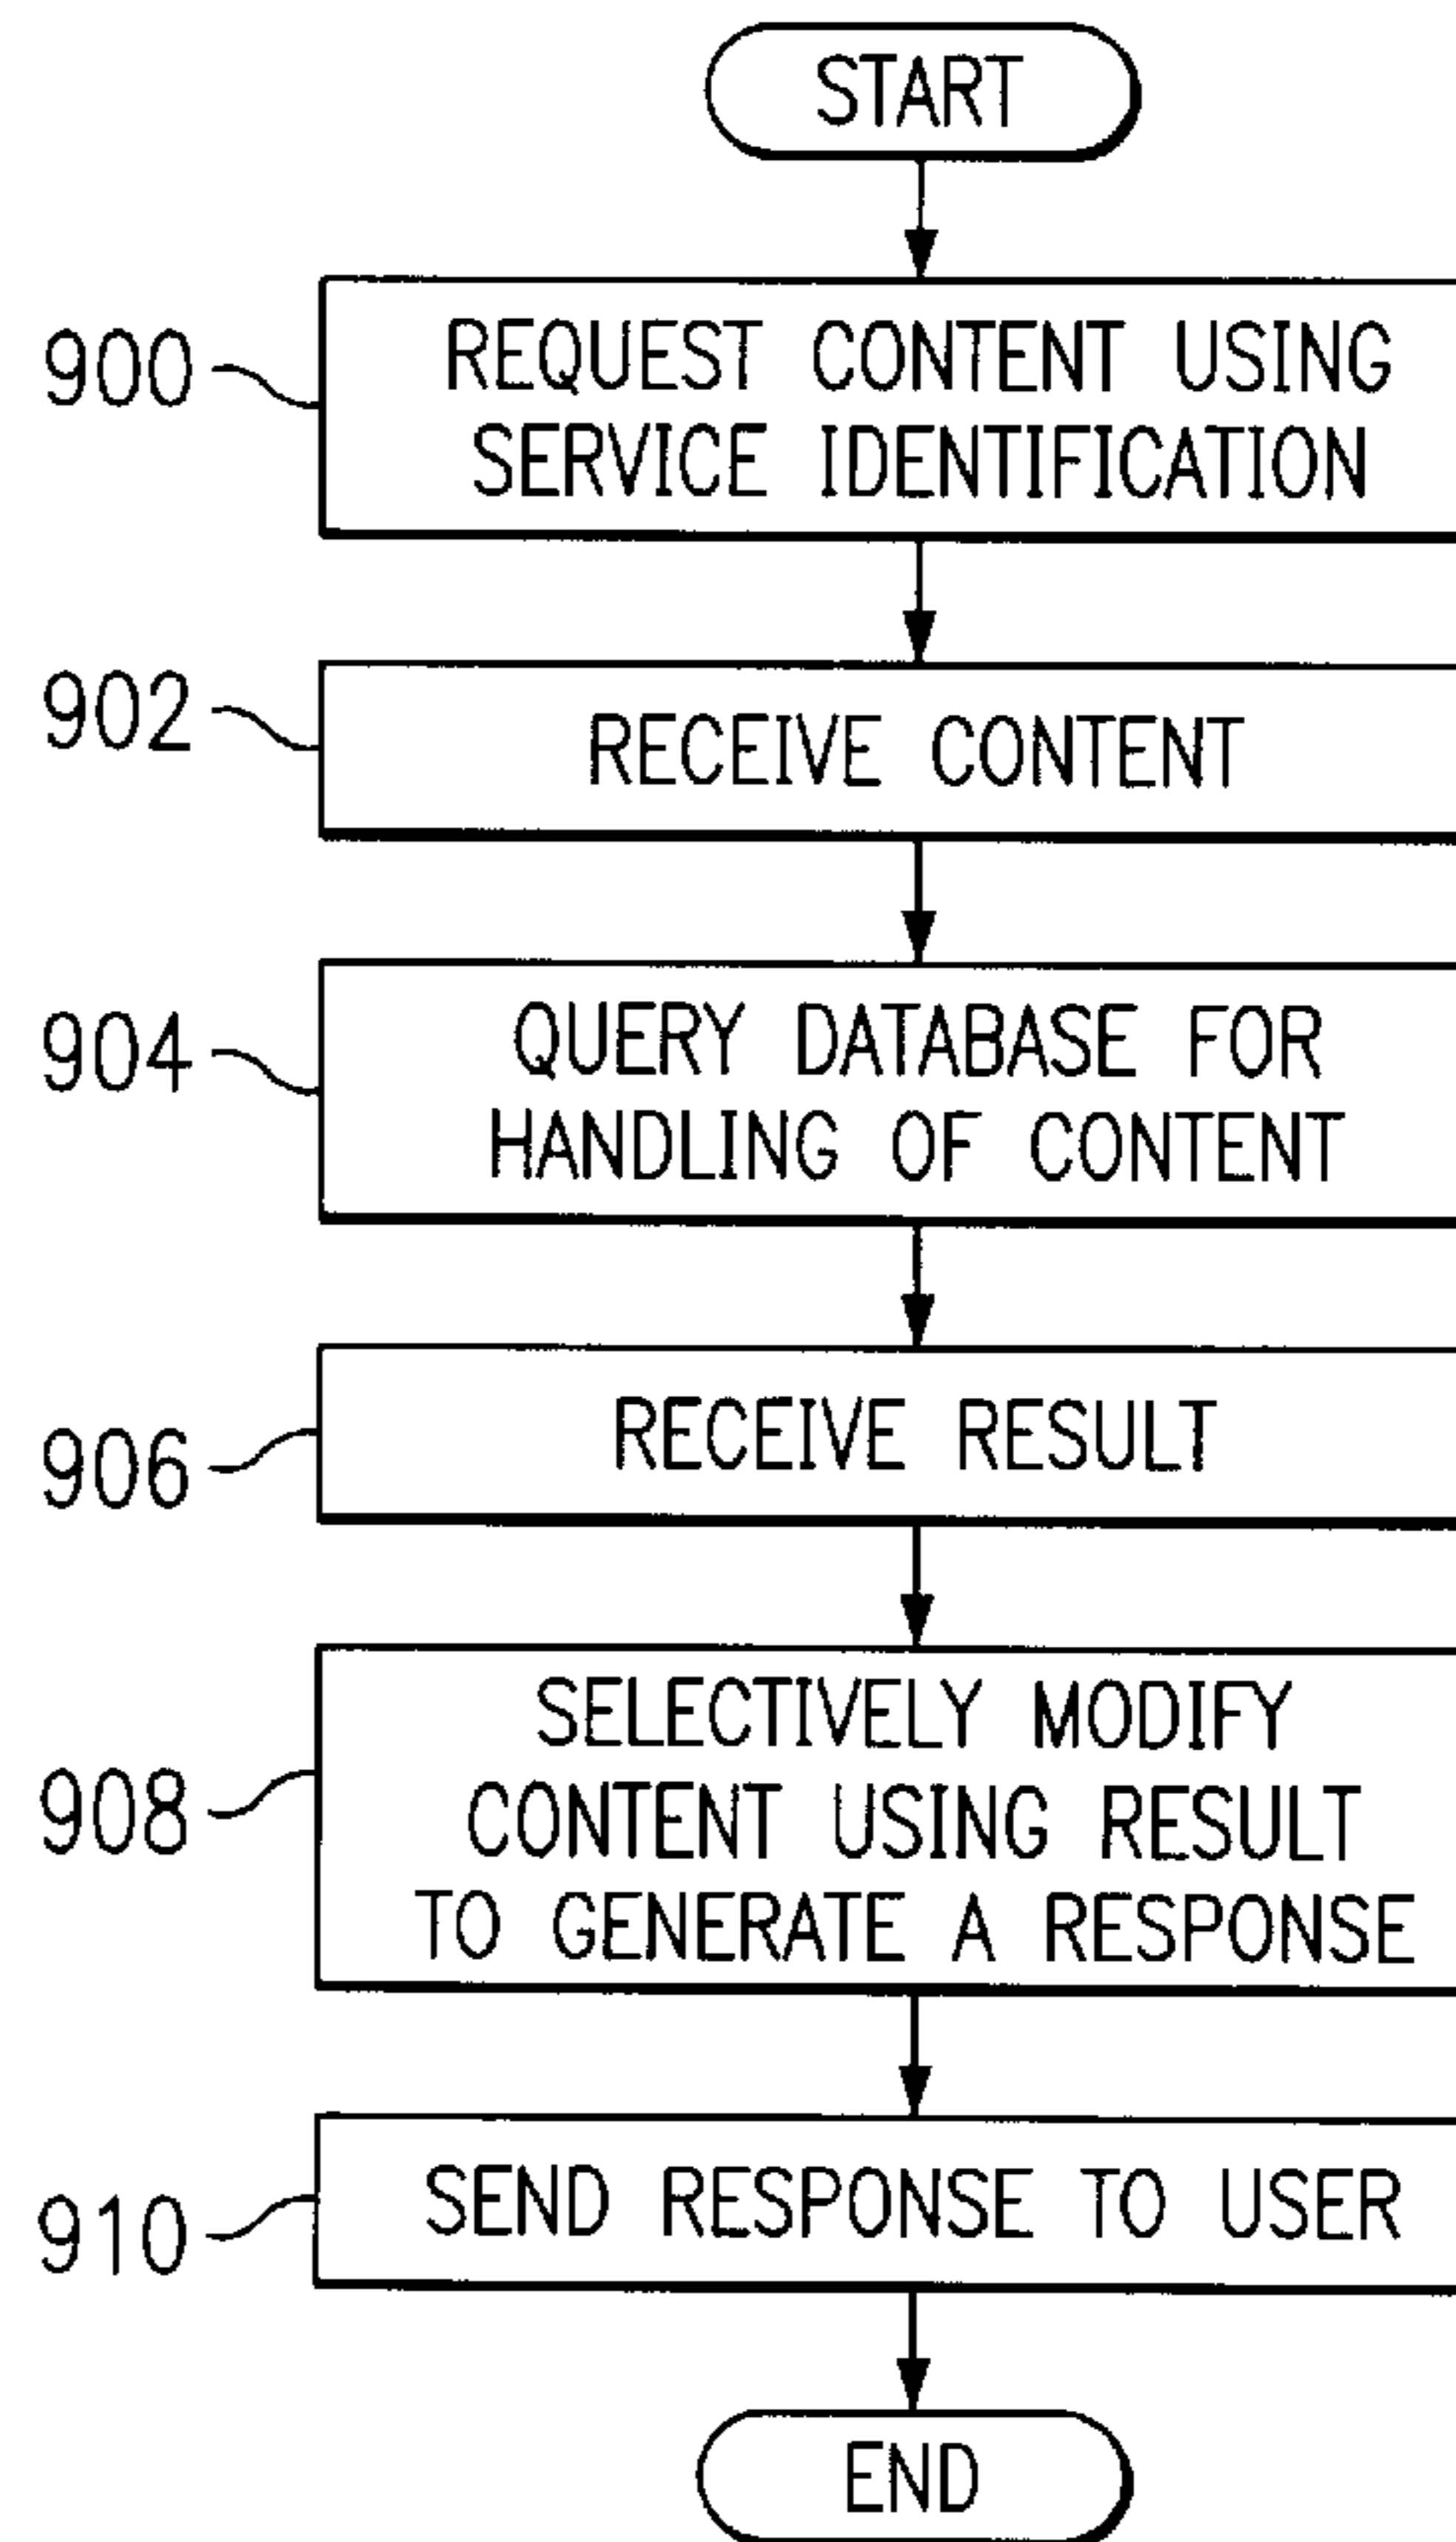 START
900
REQUEST CONTENT USING
SERVICE IDENTIFICATION
902
RECEIVE CONTENT
904
QUERY DATABASE FOR
HANDLING OF CONTENT
906
RECEIVE RESULT
908
SELECTIVELY MODIFY
CONTENT USING RESULT
TO GENERATE A RESPONSE
910
SEND RESPONSE TO USER
END